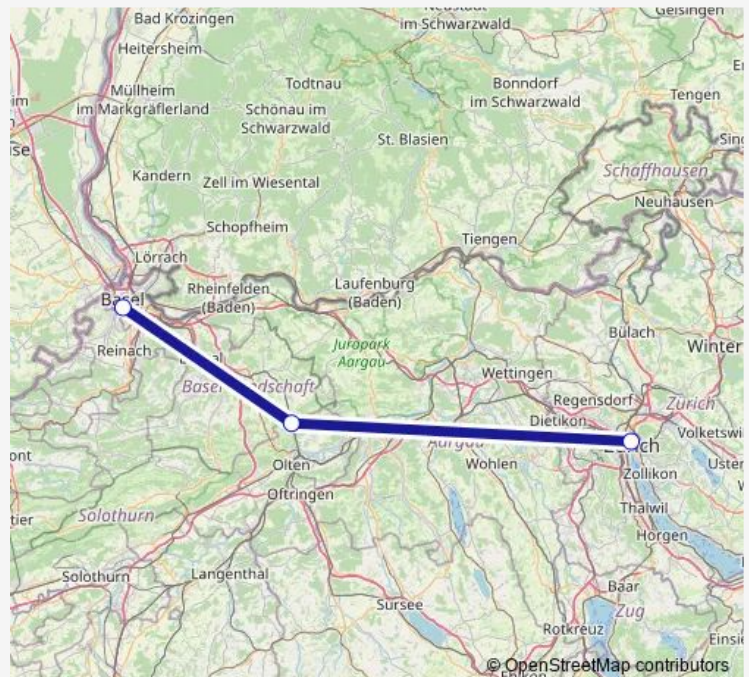 Bad Krozingen
im Schwarzwald
Geisingen
Heitersheim
Müllheim
im Markgräflerland
Todtnau
Bonndorf
im Schwarzwald
Tengen
Schönau im
Schwarzwald
St. Blasien
Kandern
Zell im Wiesental
Schaffhausen
Neuhausen
Schopfheim
Tiengen
Lörrach
Basel
Rheinfelden
(Baden)
Laufenburg
(Baden)
Reinach
Jurapark
Aargau
Bülach
Winter
Wettingen
Regensdorf
Zürich
Dietikon
Aargau
Volketswi
Olten
Wohlen
Zollikon
Uster
Oftringen
Thalwil
Solothurn
Horgen
Solothurn
Langenthal
Baar
Zug
Sursee
Rotkreuz
Einsie
© OpenStreetMap contributors